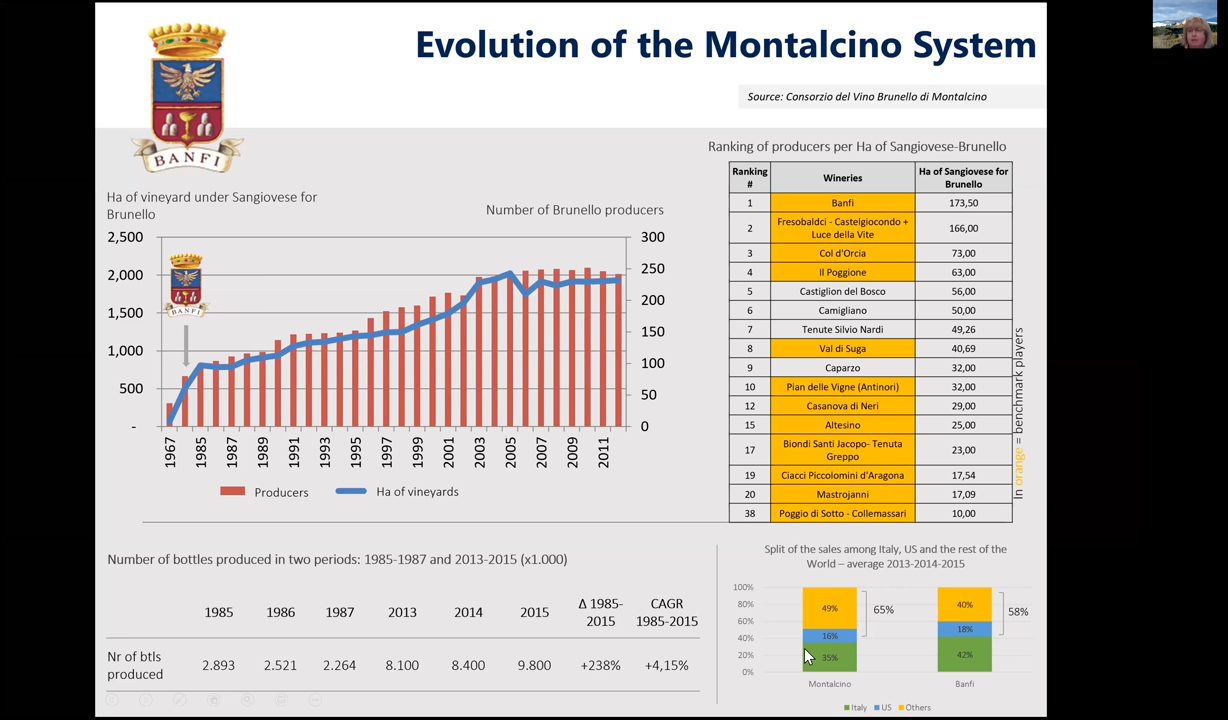 Evolution of the Montalcino System
Source: Consorzio del Vino Brunello di Montalcino
BANFI
Ha of vineyard under Sangiovese for
Brunello
Number of Brunello producers
2,500
2,000
1,500
1,000
500
-
300
250
200
150
100
50
0
BANFI
1967
1985
1987
1989
1991
1993
1995
1997
1999
2001
2003
2005
2007
2009
2011
Producers
Ha of vineyards
Ranking of producers per Ha of Sangiovese-Brunello
Ranking # Wineries Ha of Sangiovese for Brunello
1 Banfi 173,50
2 Fresobaldci - Castelgiocondo + Luce della Vite 166,00
3 Col d'Orcia 73,00
4 Il Poggione 63,00
5 Castiglion del Bosco 56,00
6 Camigliano 50,00
7 Tenute Silvio Nardi 49,26
8 Val di Suga 40,69
9 Caparzo 32,00
10 Pian delle Vigne (Antinori) 32,00
12 Casanova di Neri 29,00
15 Altesino 25,00
17 Biondi Santi Jacopo- Tenuta Greppo 23,00
19 Ciacci Piccolomini d'Aragona 17,54
20 Mastrojanni 17,09
38 Poggio di Sotto - Collemassari 10,00
In orange = benchmark players
Number of bottles produced in two periods: 1985-1987 and 2013-2015 (x1.000)
1985 1986 1987 2013 2014 2015 Δ 1985-2015 CAGR 1985-2015
Nr of btls produced 2.893 2.521 2.264 8.100 8.400 9.800 +238% +4,15%
Split of the sales among Italy, US and the rest of the
World – average 2013-2014-2015
100%
80%
60%
40%
20%
0%
49%
16%
35%
65%
40%
18%
42%
58%
Montalcino
Banfi
Italy US Others